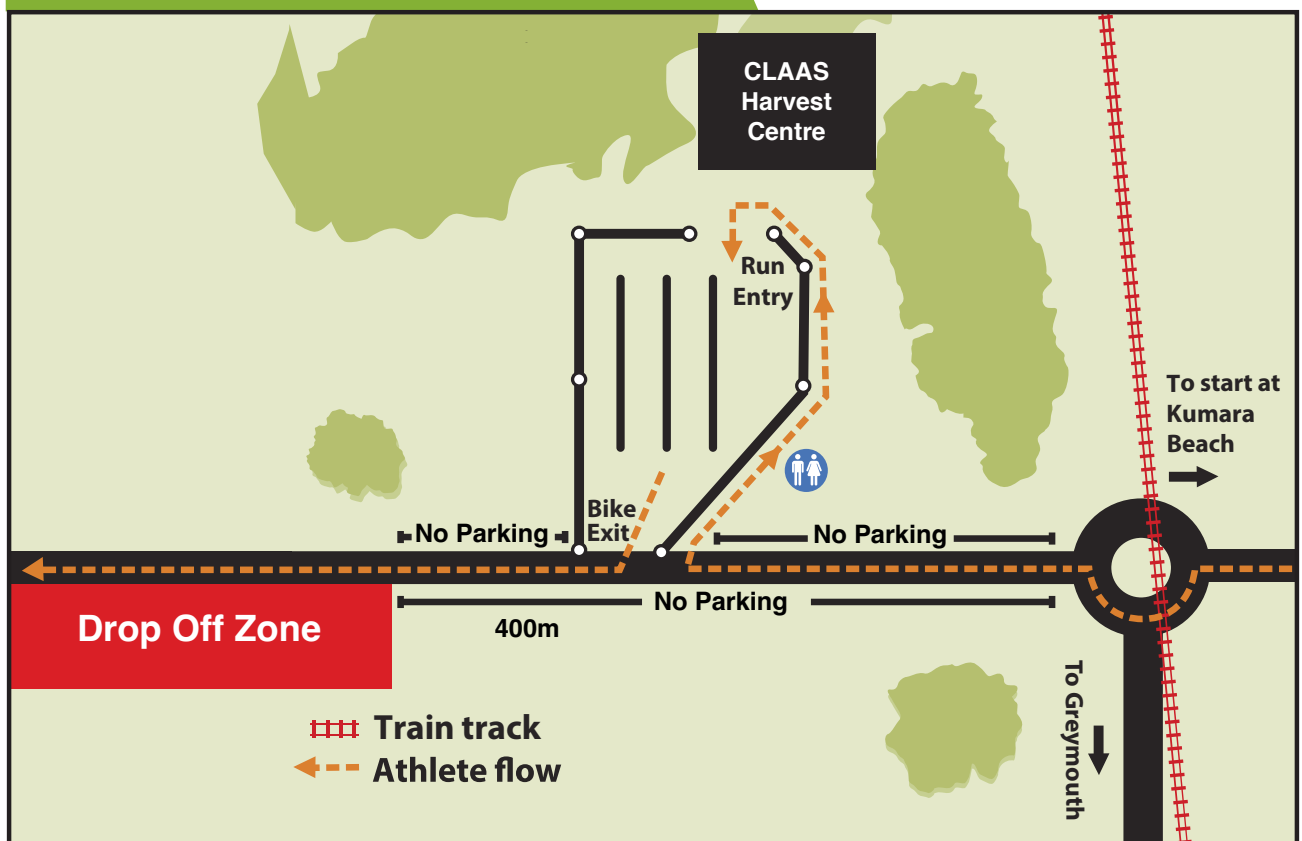 CLAAS
Harvest
Centre
Run
Entry
To start at
Kumara
Beach
Bike
Exit
No Parking
No Parking
No Parking
400m
Drop Off Zone
To Greymouth
Train track
Athlete flow